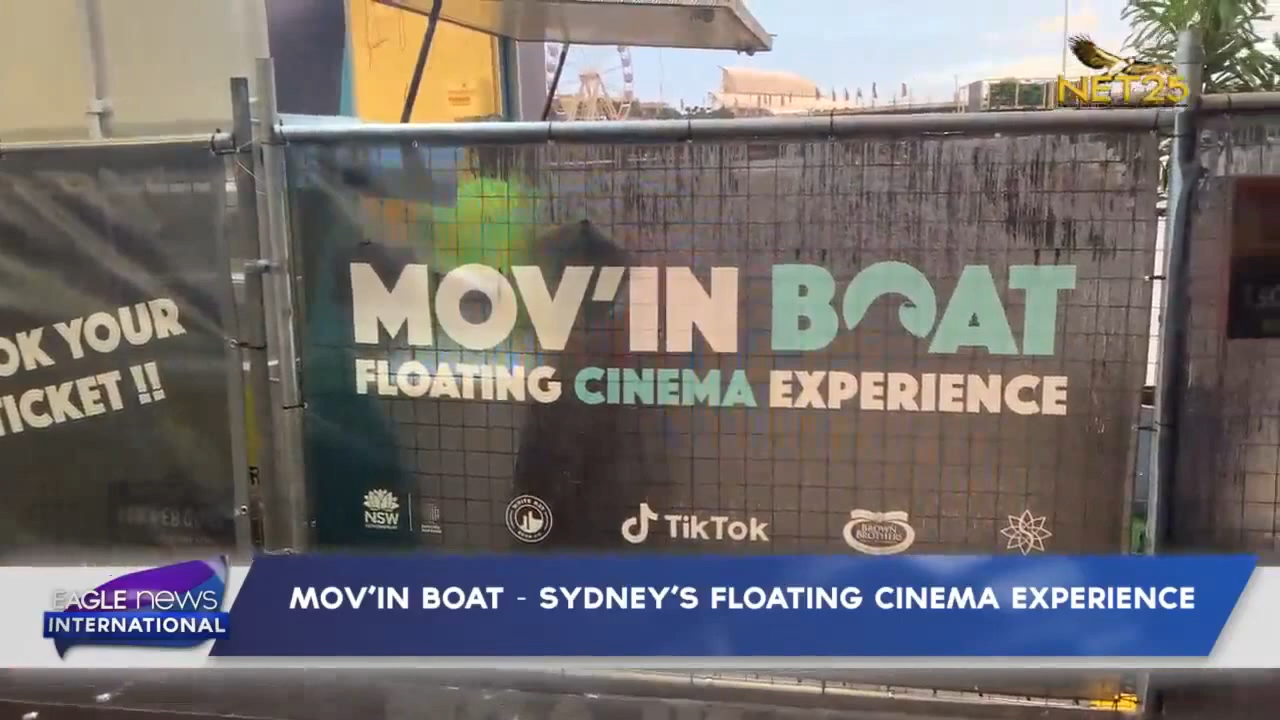 NET25
MOV'IN BOAT
FLOATING CINEMA EXPERIENCE
OK YOUR
TICKET !!
NSW
TikTok
BROWN
BROTHERS
EAGLE news
INTERNATIONAL
MOV'IN BOAT - SYDNEY'S FLOATING CINEMA EXPERIENCE